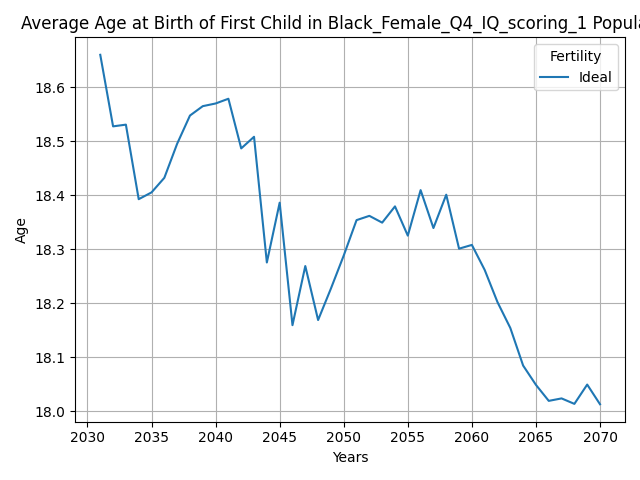 Average Age at Birth of First Child in Black_Female_Q4_IQ_scoring_1 Popula
Fertility
Ideal
Age
18.6
18.5
18.4
18.3
18.2
18.1
18.0
2030 2035 2040 2045 2050 2055 2060 2065 2070
Years